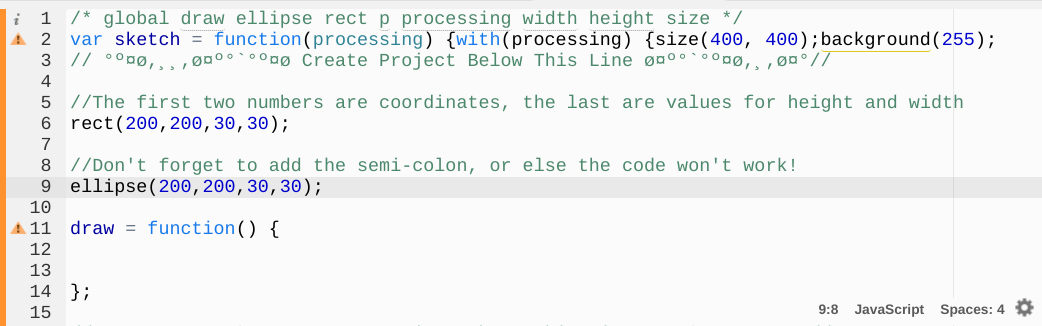 1 /* global draw ellipse rect p processing width height size */
2 var sketch = function(processing) {with(processing) {size(400, 400);background(255);
3 // °º¤ø,¸¸,ø¤º°`°º¤ø Create Project Below This Line ø¤º°`°º¤ø,¸,ø¤°//
4
5 //The first two numbers are coordinates, the last are values for height and width
6 rect(200,200,30,30);
7
8 //Don't forget to add the semi-colon, or else the code won't work!
9 ellipse(200,200,30,30);
10
11 draw = function() {
12
13
14 };
15
9:8 JavaScript Spaces: 4